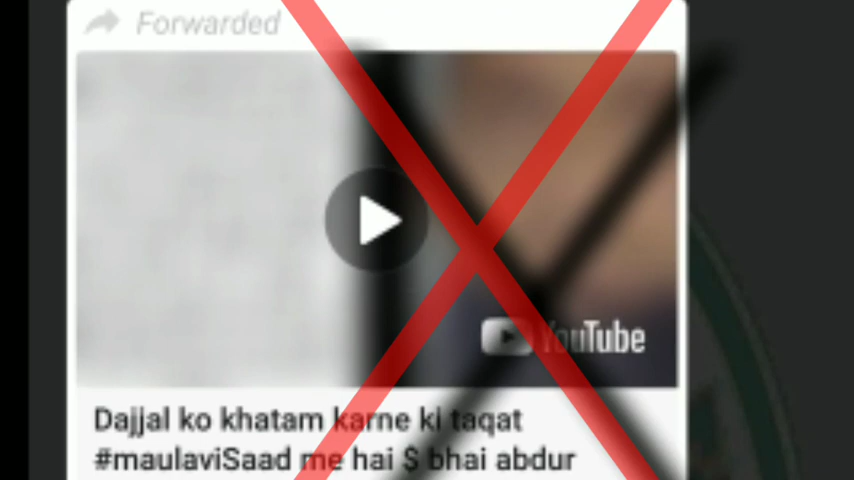 Forwarded
YouTube
Dajjal ko khatam karne ki taqat
#maulaviSaad me hai $ bhai abdur